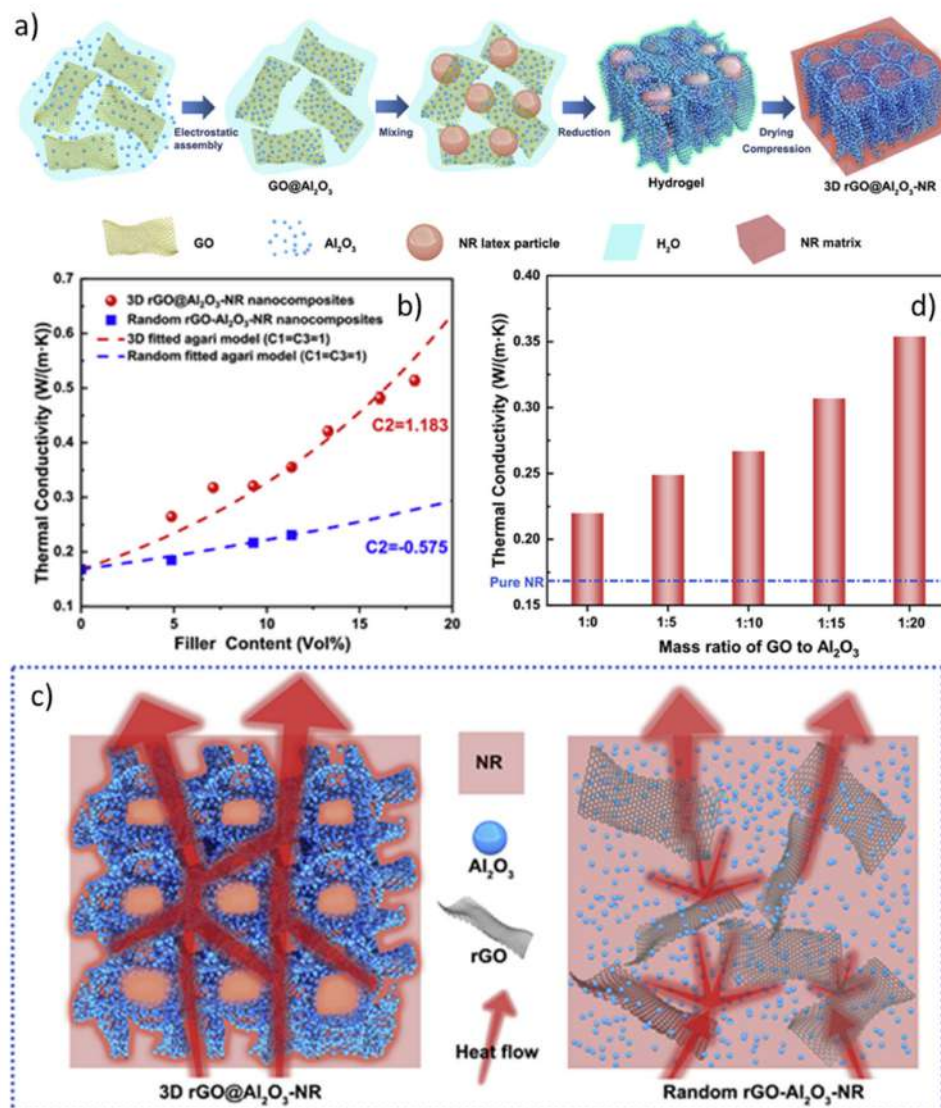 a)
Electrostatic
assembly
Mixing
Reduction
Drying
Compression
GO@Al₂O₃
Hydrogel
3D rGO@Al₂O₃-NR
GO
Al₂O₃
NR latex particle
H₂O
NR matrix
b)
0.7
0.6
0.5
0.4
0.3
0.2
0.1
Thermal Conductivity (W/(m·K))
3D rGO@Al₂O₃-NR nanocomposites
Random rGO-Al₂O₃-NR nanocomposites
3D fitted agari model (C1=C3=1)
Random fitted agari model (C1=C3=1)
C2=1.183
C2=-0.575
0 5 10 15 20
Filler Content (Vol%)
d)
0.40
0.35
0.30
0.25
0.20
0.15
Thermal Conductivity (W/(m·K))
Pure NR
1:0 1:5 1:10 1:15 1:20
Mass ratio of GO to Al₂O₃
c)
NR
Al₂O₃
rGO
Heat flow
3D rGO@Al₂O₃-NR
Random rGO-Al₂O₃-NR